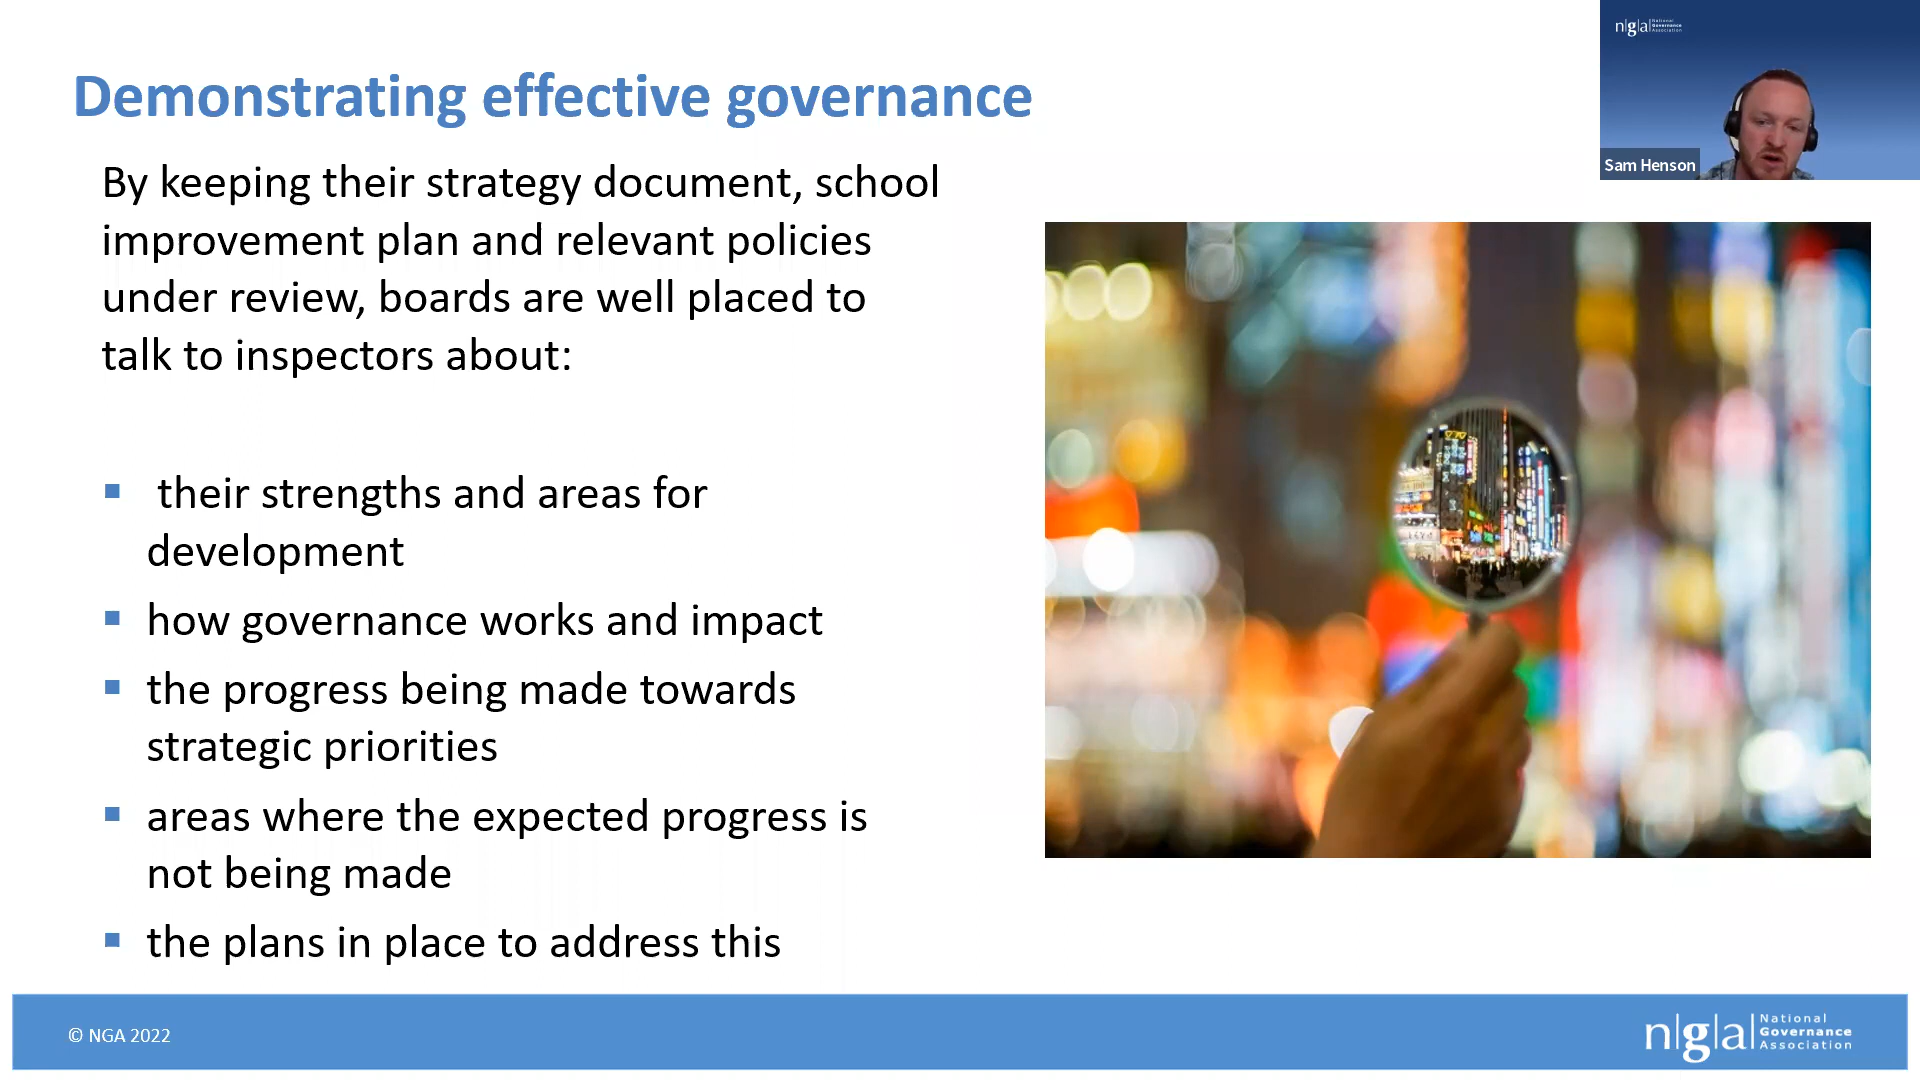 n|g|a| National
Governance
Association
Demonstrating effective governance
Sam Henson
By keeping their strategy document, school
improvement plan and relevant policies
under review, boards are well placed to
talk to inspectors about:
▪ their strengths and areas for
development
▪ how governance works and impact
▪ the progress being made towards
strategic priorities
▪ areas where the expected progress is
not being made
▪ the plans in place to address this
© NGA 2022
n|g|a| National
Governance
Association